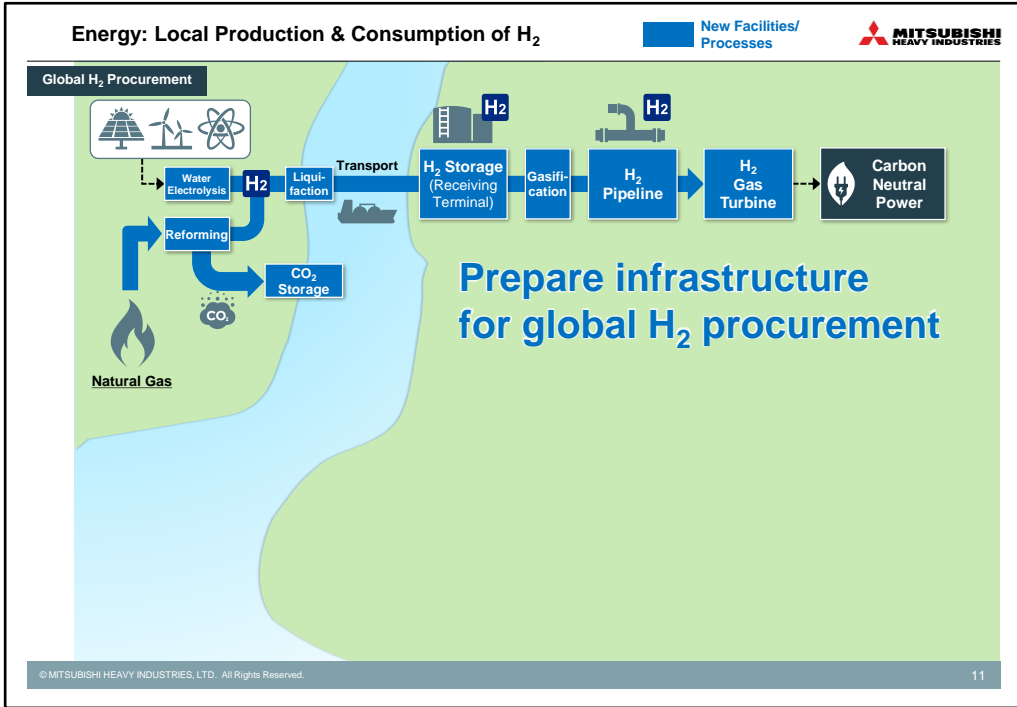 Energy: Local Production & Consumption of H₂
New Facilities/
Processes
MITSUBISHI
HEAVY INDUSTRIES
Global H₂ Procurement
Water
Electrolysis
H2
Liqui-
faction
Transport
H2
H₂ Storage
(Receiving
Terminal)
Gasifi-
cation
H2
H₂
Pipeline
H₂
Gas
Turbine
Carbon
Neutral
Power
Reforming
CO₂
Storage
CO₂
Natural Gas
Prepare infrastructure
for global H₂ procurement
© MITSUBISHI HEAVY INDUSTRIES, LTD. All Rights Reserved.
11